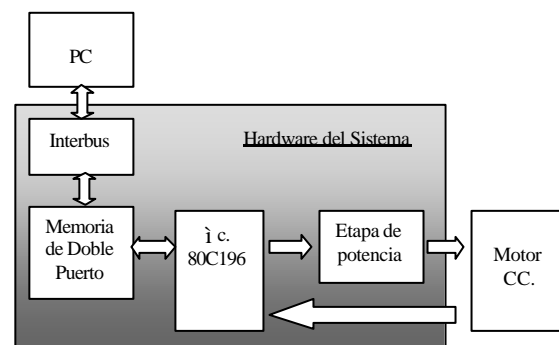 PC
Interbus
Hardware del Sistema
Memoria
de Doble
Puerto
ì c.
80C196
Etapa de
potencia
Motor
CC.